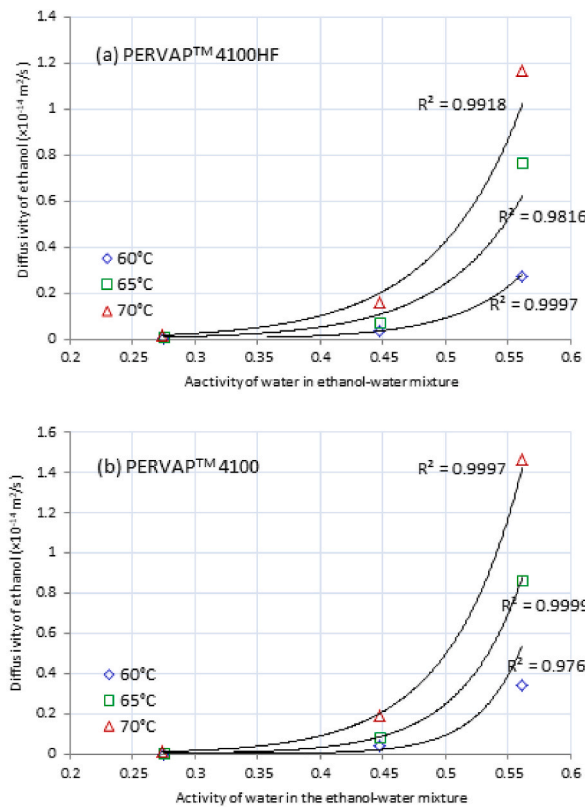 1.4
1.2
1
0.8
0.6
0.4
0.2
0
Diffusivity of ethanol (×10⁻¹⁴ m²/s)
(a) PERVAP™ 4100HF
R² = 0.9918
R² = 0.9816
R² = 0.9997
60°C
65°C
70°C
0.2 0.25 0.3 0.35 0.4 0.45 0.5 0.55 0.6
Aactivity of water in ethanol-water mixture
1.6
1.4
1.2
1
0.8
0.6
0.4
0.2
0
Diffusivity of ethanol (×10⁻¹⁴ m²/s)
(b) PERVAP™ 4100
R² = 0.9997
R² = 0.9999
R² = 0.976
60°C
65°C
70°C
0.2 0.25 0.3 0.35 0.4 0.45 0.5 0.55 0.6
Activity of water in the ethanol-water mixture